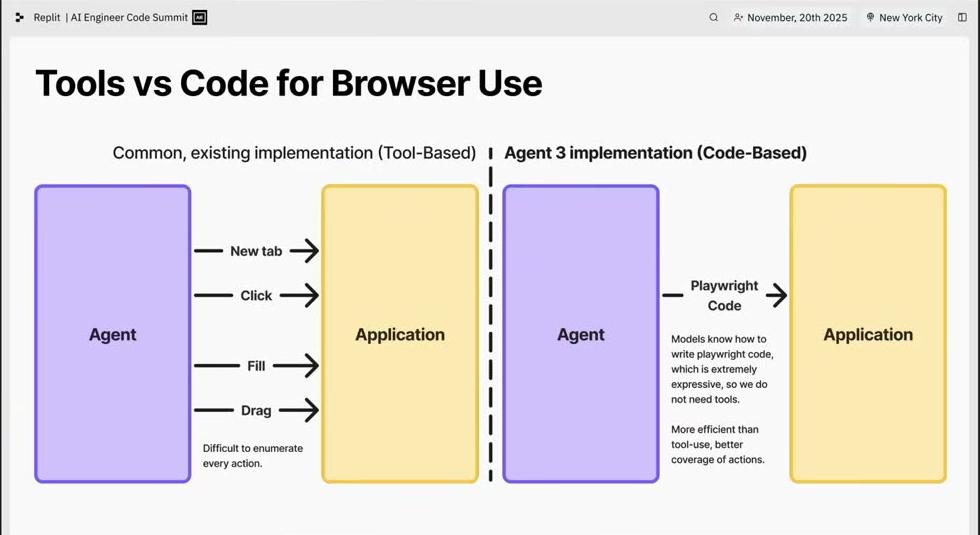 Replit | AI Engineer Code Summit AIE
November, 20th 2025
New York City
Tools vs Code for Browser Use
Common, existing implementation (Tool-Based)
Agent
New tab
Click
Fill
Drag
Difficult to enumerate
every action.
Application
Agent 3 implementation (Code-Based)
Agent
Playwright
Code
Models know how to
write playwright code,
which is extremely
expressive, so we do
not need tools.
More efficient than
tool-use, better
coverage of actions.
Application